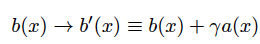 b(x) → b′(x) ≡ b(x) + γa(x)